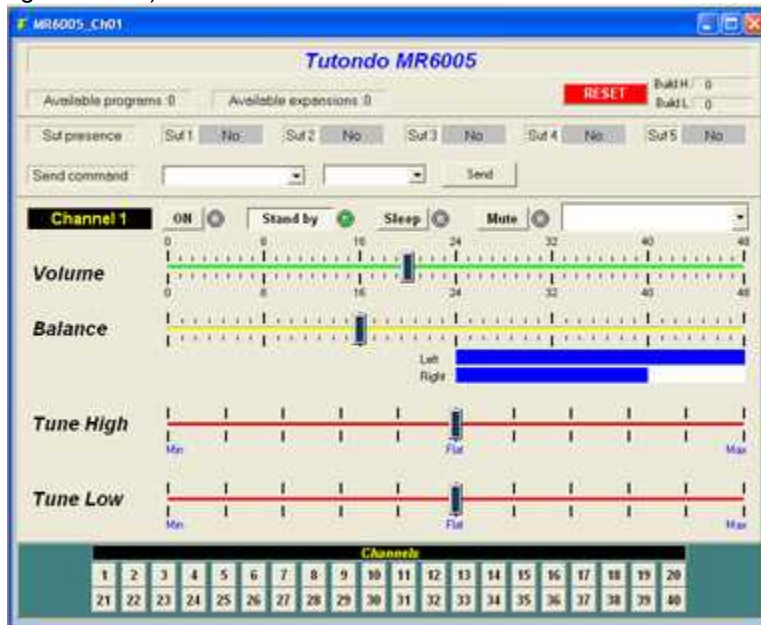 MR6005_Ch01
Tutondo MR6005
Available programs 0 Available expansions 0 RESET Build H 0
Build L 0
Sut presence Sut 1 No Sut 2 No Sut 3 No Sut 4 No Sut 5 No
Send command Send
Channel 1 ON Stand by Sleep Mute
0 8 16 24 32 40 48
Volume
0 8 16 24 32 40 48
Balance
Left
Right
Tune High
Min Flat Max
Tune Low
Min Flat Max
Channels
1 2 3 4 5 6 7 8 9 10 11 12 13 14 15 16 17 18 19 20
21 22 23 24 25 26 27 28 29 30 31 32 33 34 35 36 37 38 39 40